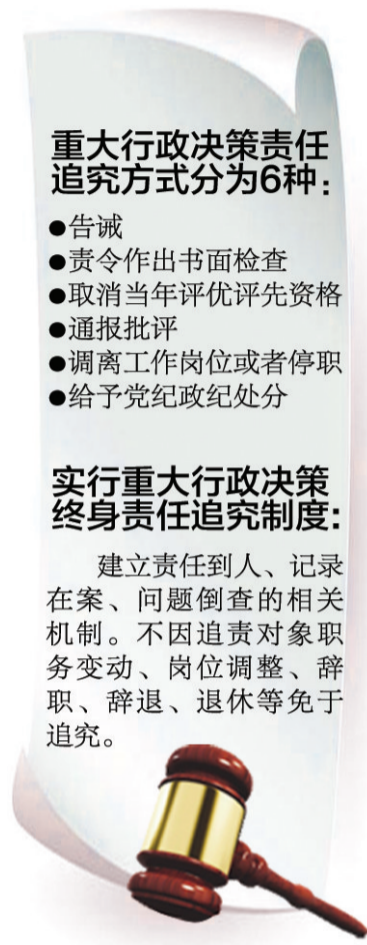 重大行政决策责任
追究方式分为6种：
●告诫
●责令作出书面检查
●取消当年评优评先资格
●通报批评
●调离工作岗位或者停职
●给予党纪政纪处分
实行重大行政决策
终身责任追究制度：
建立责任到人、记录
在案、问题倒查的相关
机制。不因追责对象职
务变动、岗位调整、辞
职、辞退、退休等免于
追究。